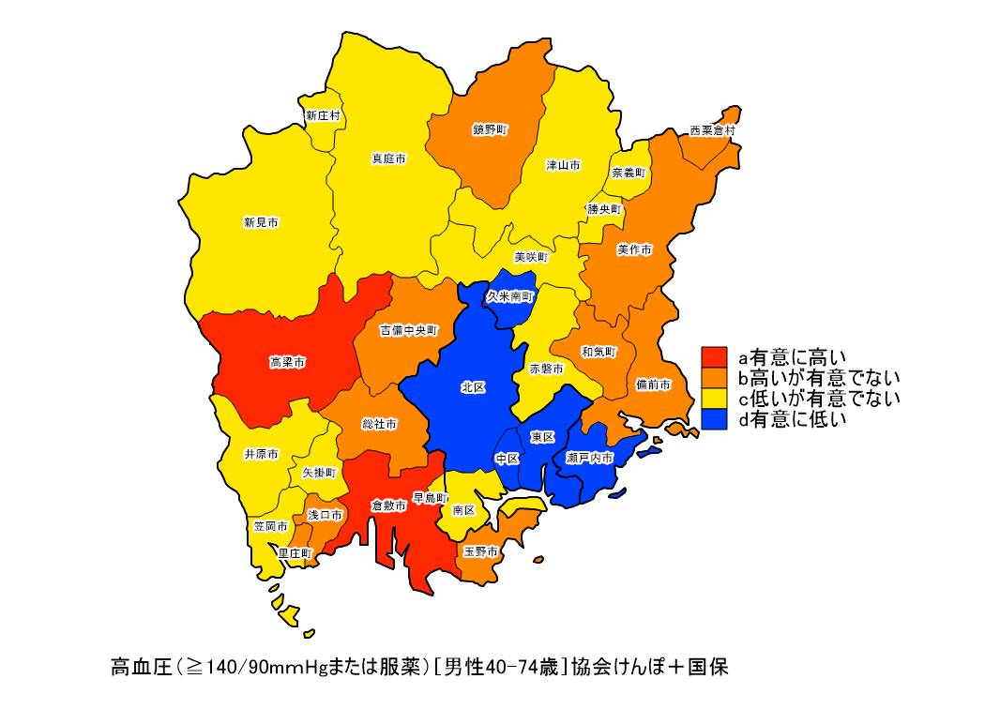 新庄村
鏡野町
西粟倉村
真庭市
津山市
奈義町
勝央町
新見市
美作市
美咲町
久米南町
吉備中央町
高梁市
和気町
赤磐市
備前市
北区
a有意に高い
b高いが有意でない
c低いが有意でない
d有意に低い
総社市
東区
井原市
中区
瀬戸内市
矢掛町
早島町
倉敷市
南区
浅口市
笠岡市
里庄町
玉野市
高血圧(≧140/90mmHgまたは服薬)[男性40-74歳]協会けんぽ＋国保